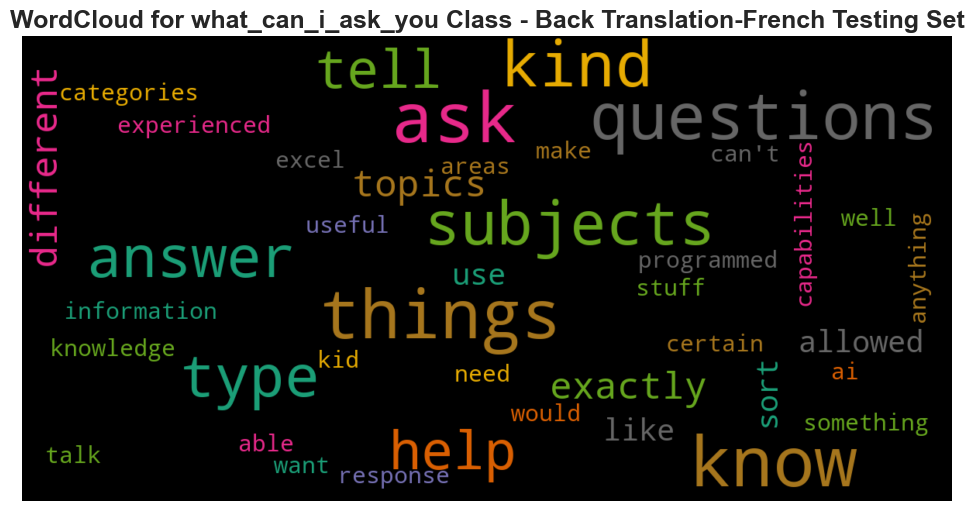 WordCloud for what_can_i_ask_you Class - Back Translation-French Testing Set
tell
kind
different
categories
ask
questions
experienced
excel
areas
make
can't
topics
capabilities
subjects
useful
well
anything
answer
use
programmed
stuff
information
things
knowledge
kid
certain
allowed
type
need
exactly
sort
ai
would
like
something
talk
able
want
help
response
know